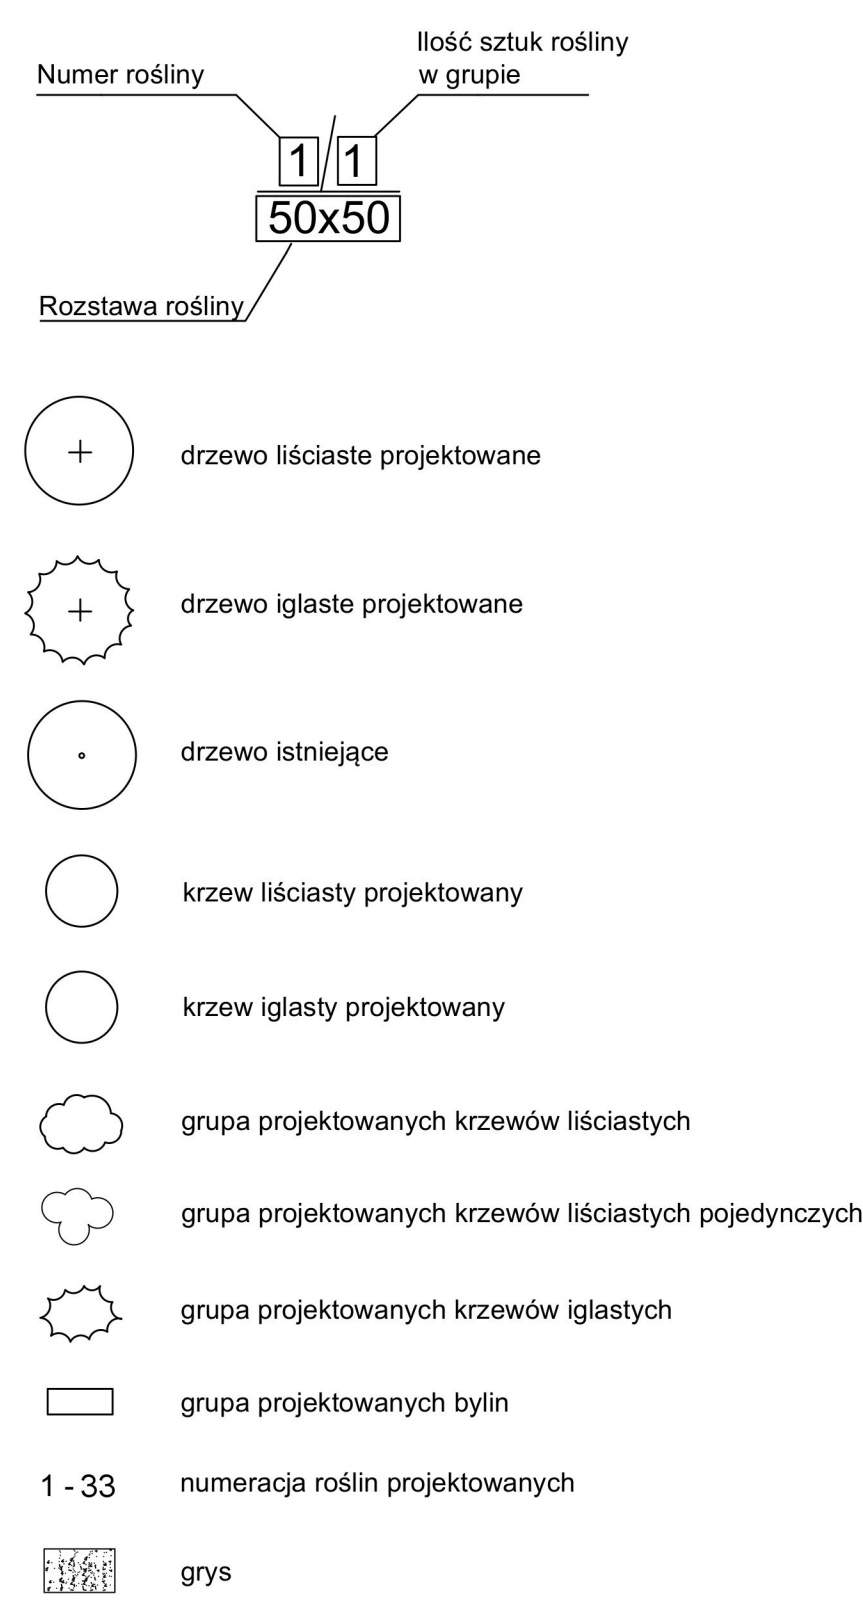 Ilość sztuk rośliny
w grupie
Numer rośliny
1/1
50x50
Rozstawa rośliny
drzewo liściaste projektowane
drzewo iglaste projektowane
drzewo istniejące
krzew liściasty projektowany
krzew iglasty projektowany
grupa projektowanych krzewów liściastych
grupa projektowanych krzewów liściastych pojedynczych
grupa projektowanych krzewów iglastych
grupa projektowanych bylin
1 - 33 numeracja roślin projektowanych
grys